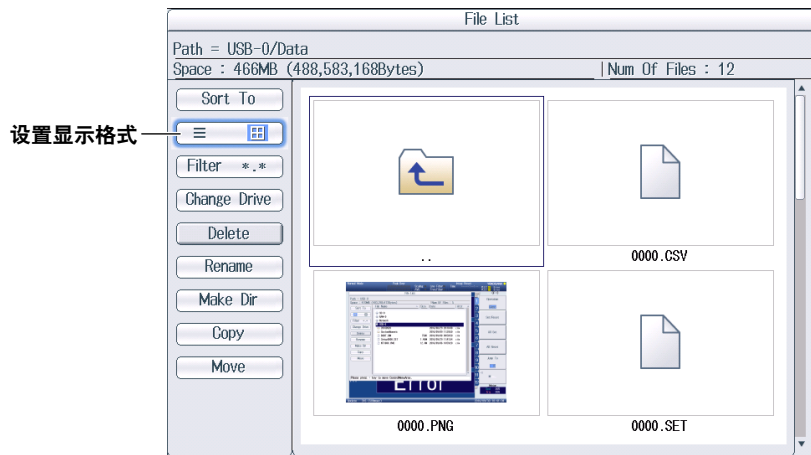 File List
Path = USB-0/Data
Space : 466MB (488,583,168Bytes)
Num Of Files : 12
Sort To
设置显示格式
Filter *.*
Change Drive
Delete
Rename
Make Dir
Copy
Move
..
0000.CSV
Error
0000.PNG
0000.SET